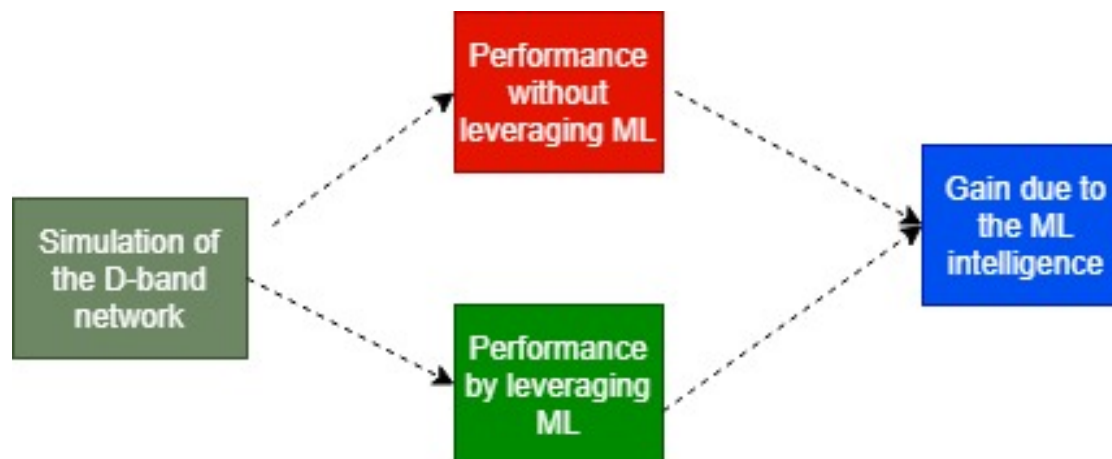 Performance
without
leveraging ML
Simulation of
the D-band
network
Gain due to
the ML
intelligence
Performance
by leveraging
ML